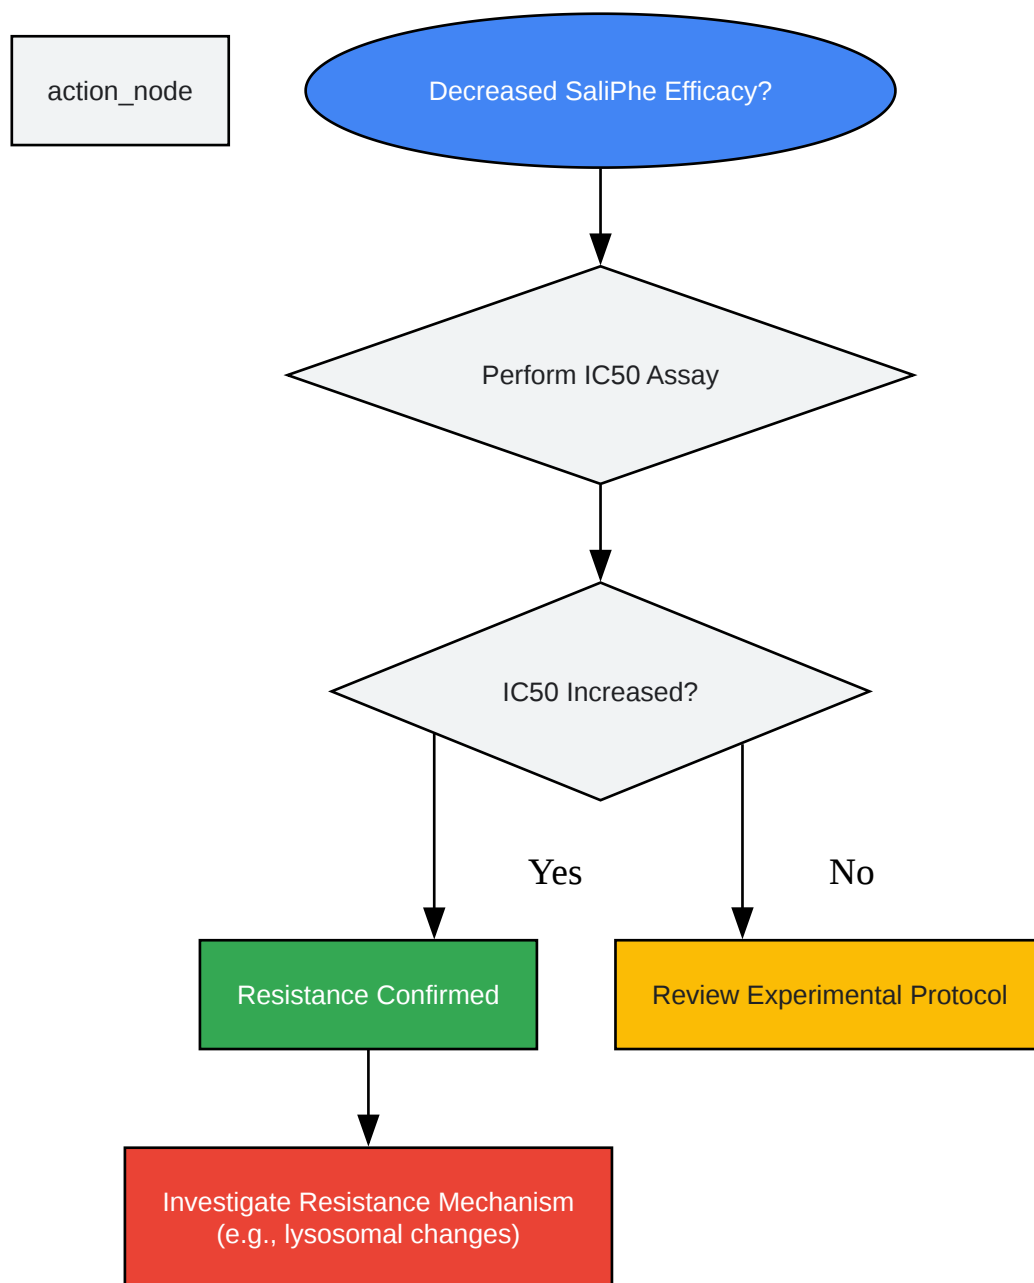 action_node
Decreased SaliPhe Efficacy?
Perform IC50 Assay
IC50 Increased?
Yes
No
Resistance Confirmed
Review Experimental Protocol
Investigate Resistance Mechanism
(e.g., lysosomal changes)